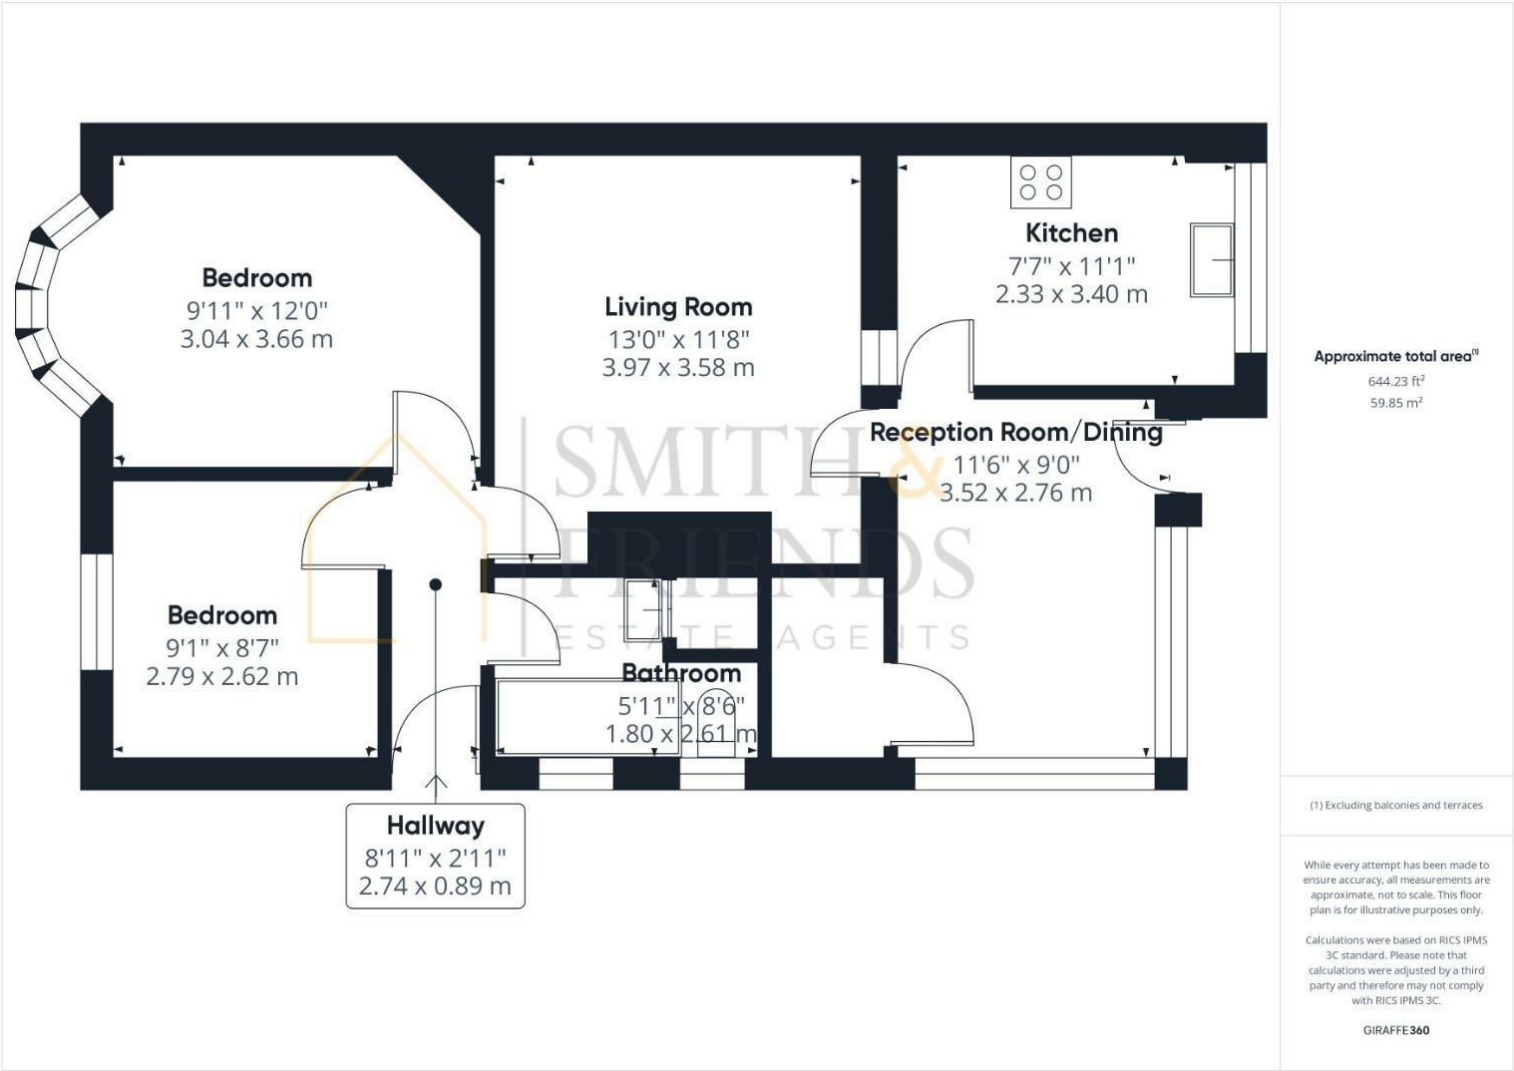 Bedroom
9'11" x 12'0"
3.04 x 3.66 m
Living Room
13'0" x 11'8"
3.97 x 3.58 m
Kitchen
7'7" x 11'1"
2.33 x 3.40 m
Reception Room/Dining
11'6" x 9'0"
3.52 x 2.76 m
SMITH &
FRIENDS
ESTATE AGENTS
Bedroom
9'1" x 8'7"
2.79 x 2.62 m
Bathroom
5'11" x 8'6"
1.80 x 2.61 m
Hallway
8'11" x 2'11"
2.74 x 0.89 m
Approximate total area(1)
644.23 ft²
59.85 m²
(1) Excluding balconies and terraces
While every attempt has been made to
ensure accuracy, all measurements are
approximate, not to scale. This floor
plan is for illustrative purposes only.
Calculations were based on RICS IPMS
3C standard. Please note that
calculations were adjusted by a third
party and therefore may not comply
with RICS IPMS 3C.
GIRAFFE360